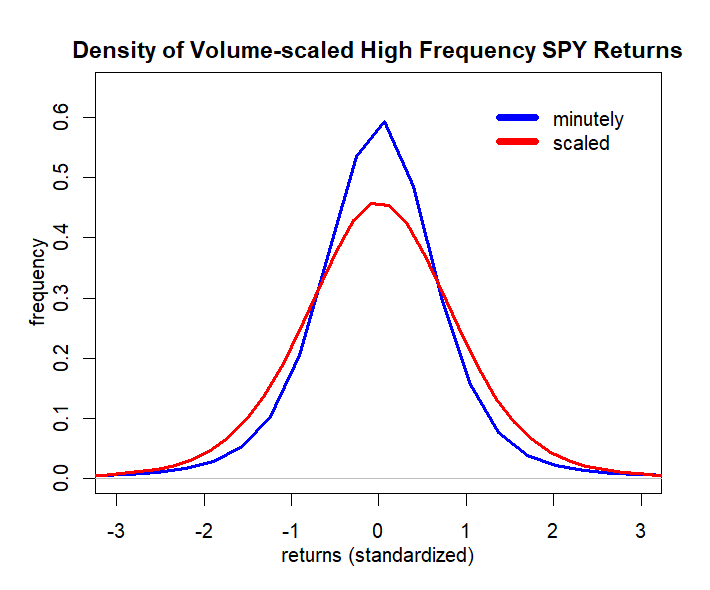 Density of Volume-scaled High Frequency SPY Returns
minutely
scaled
frequency
0.6
0.5
0.4
0.3
0.2
0.1
0.0
-3 -2 -1 0 1 2 3
returns (standardized)